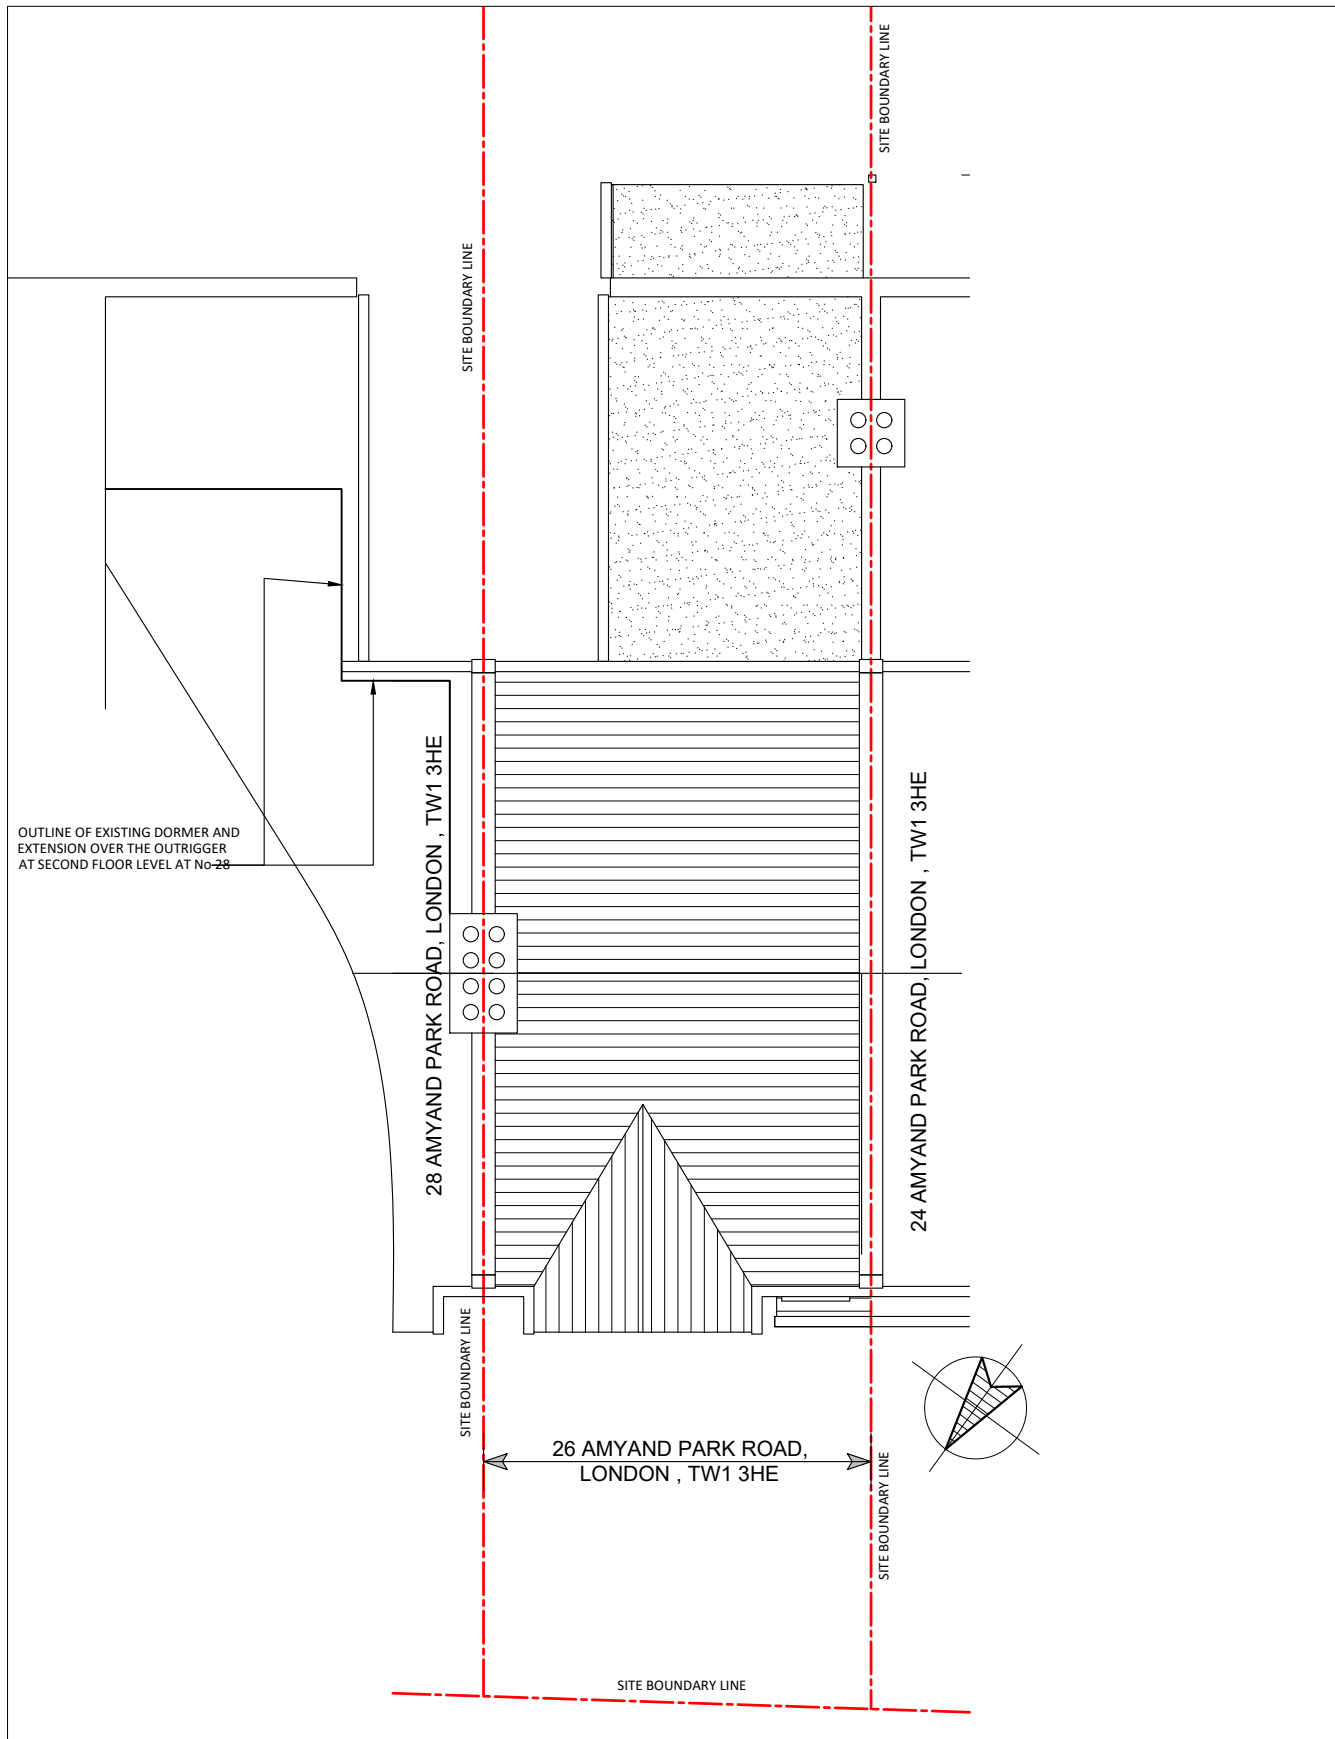 SITE BOUNDARY LINE
SITE BOUNDARY LINE
OUTLINE OF EXISTING DORMER AND
EXTENSION OVER THE OUTRIGGER
AT SECOND FLOOR LEVEL AT No 28
28 AMYAND PARK ROAD, LONDON , TW1 3HE
24 AMYAND PARK ROAD, LONDON , TW1 3HE
SITE BOUNDARY LINE
26 AMYAND PARK ROAD,
LONDON , TW1 3HE
SITE BOUNDARY LINE
SITE BOUNDARY LINE